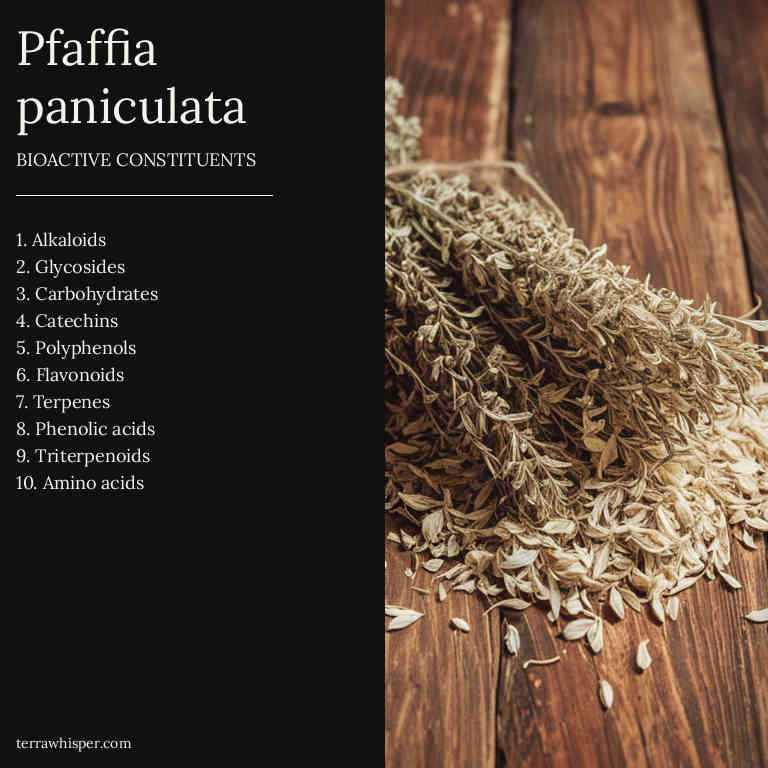 Pfaffia
paniculata
BIOACTIVE CONSTITUENTS
1. Alkaloids
2. Glycosides
3. Carbohydrates
4. Catechins
5. Polyphenols
6. Flavonoids
7. Terpenes
8. Phenolic acids
9. Triterpenoids
10. Amino acids
terrawhisper.com